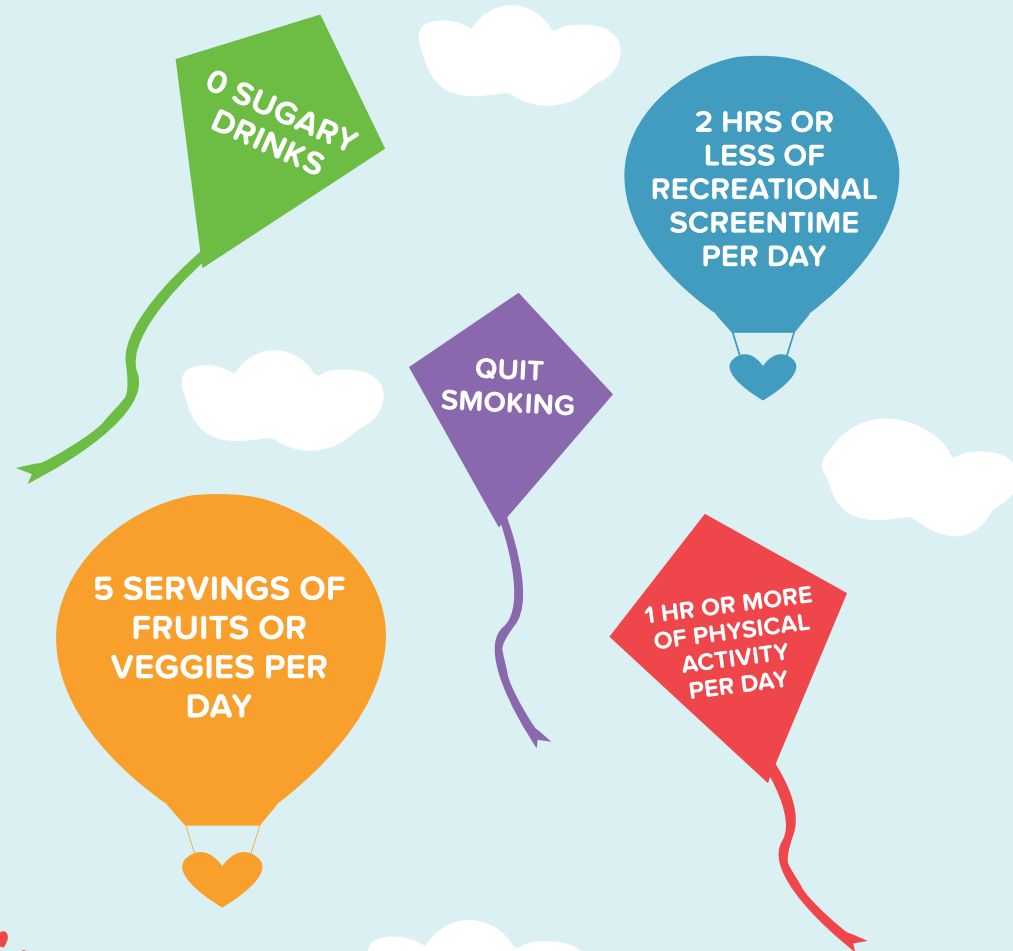 0 SUGARY
DRINKS
2 HRS OR
LESS OF
RECREATIONAL
SCREENTIME
PER DAY
QUIT
SMOKING
5 SERVINGS OF
FRUITS OR
VEGGIES PER
DAY
1 HR OR MORE
OF PHYSICAL
ACTIVITY
PER DAY